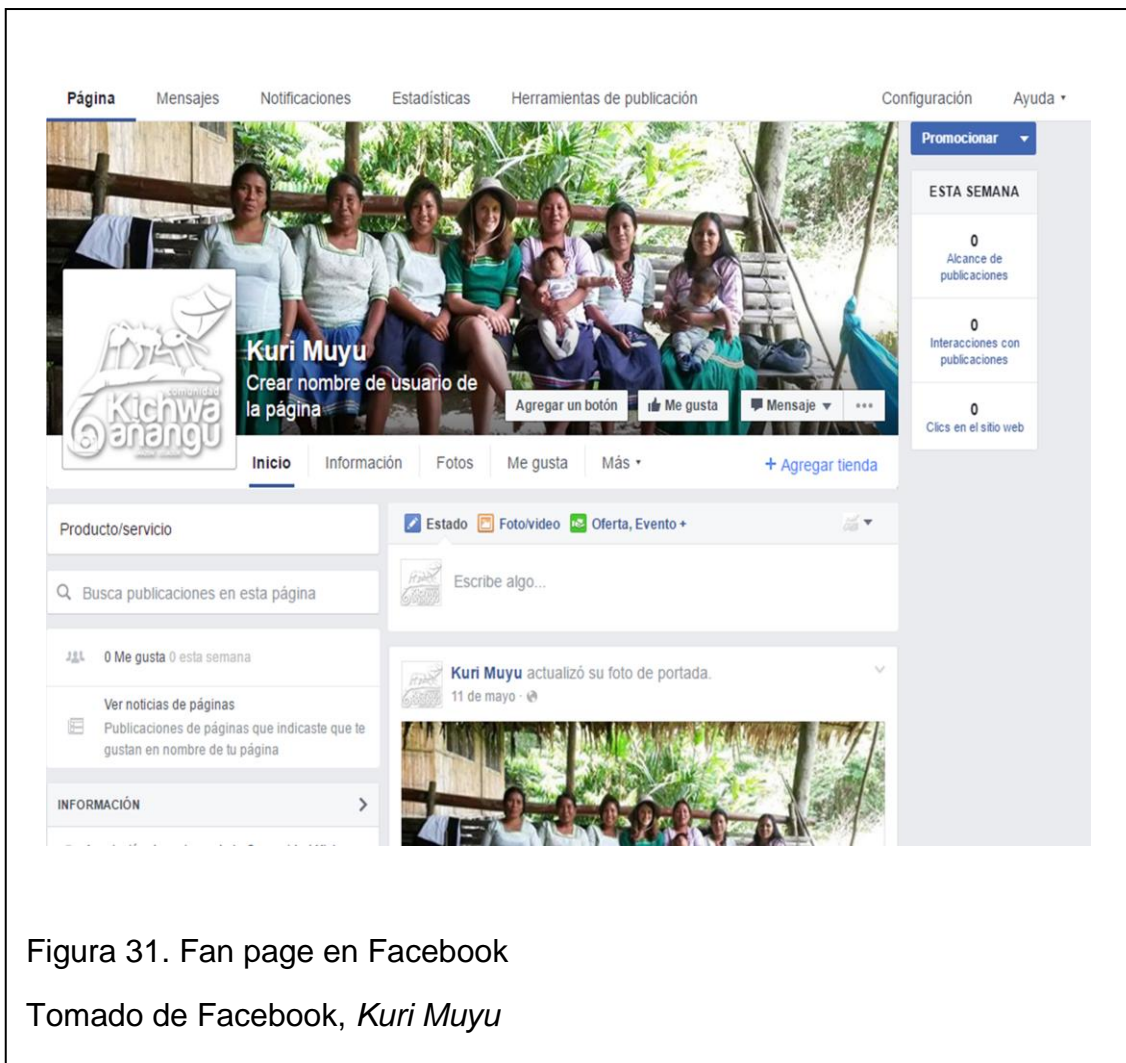 Página Mensajes Notificaciones Estadísticas Herramientas de publicación Configuración Ayuda
Promocionar
ESTA SEMANA
0
Alcance de
publicaciones
0
Interacciones con
publicaciones
0
Clics en el sitio web
comunidad
Kichwa
añangu
Kuri Muyu
Crear nombre de usuario de
la página
Agregar un botón Me gusta Mensaje ...
Inicio Información Fotos Me gusta Más + Agregar tienda
Producto/servicio
Busca publicaciones en esta página
0 Me gusta 0 esta semana
Ver noticias de páginas
Publicaciones de páginas que indicaste que te
gustan en nombre de tu página
INFORMACIÓN
Estado Foto/video Oferta, Evento +
Escribe algo...
Kuri Muyu actualizó su foto de portada.
11 de mayo ·
Figura 31. Fan page en Facebook
Tomado de Facebook, Kuri Muyu